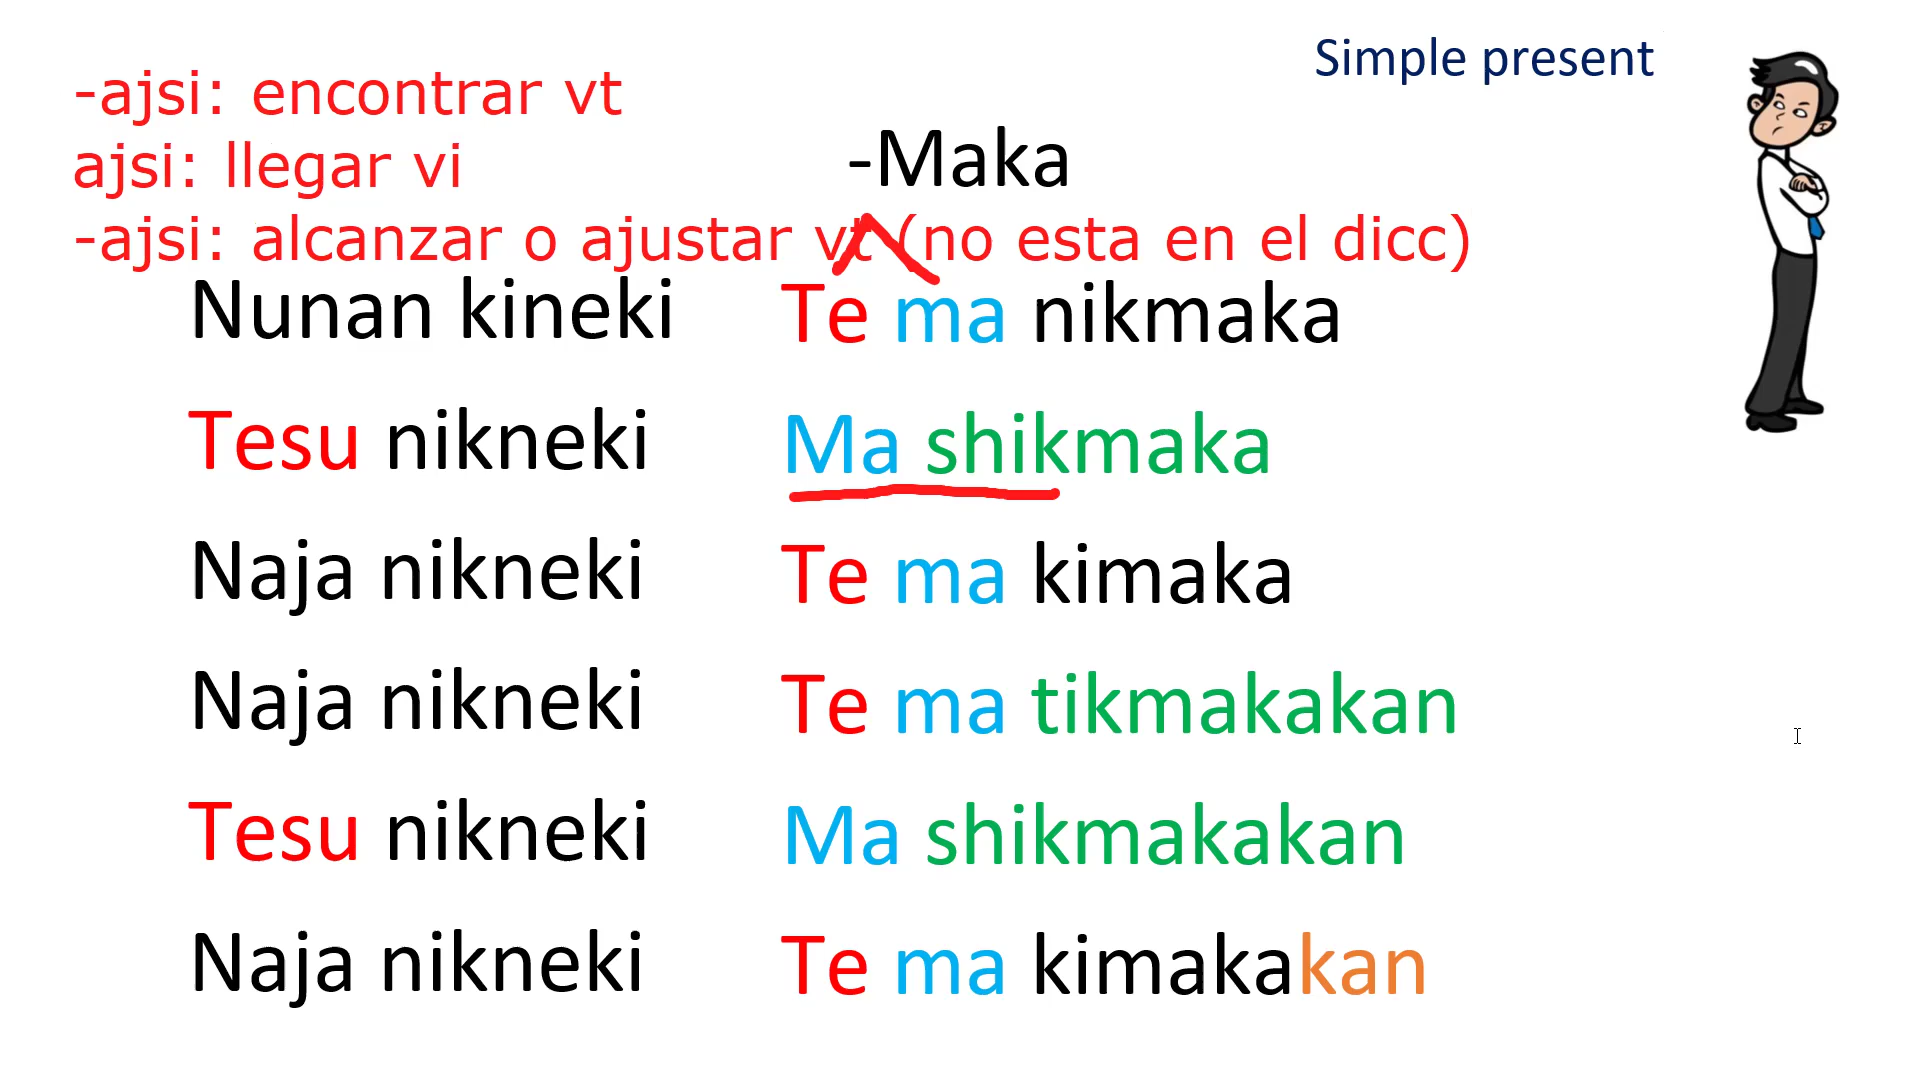 Simple present
-ajsi: encontrar vt
ajsi: llegar vi
-Maka
-ajsi: alcanzar o ajustar vt (no esta en el dicc)
Nunan kineki Te ma nikmaka
Tesu nikneki Ma shikmaka
Naja nikneki Te ma kimaka
Naja nikneki Te ma tikmakakan
Tesu nikneki Ma shikmakakan
Naja nikneki Te ma kimakakan